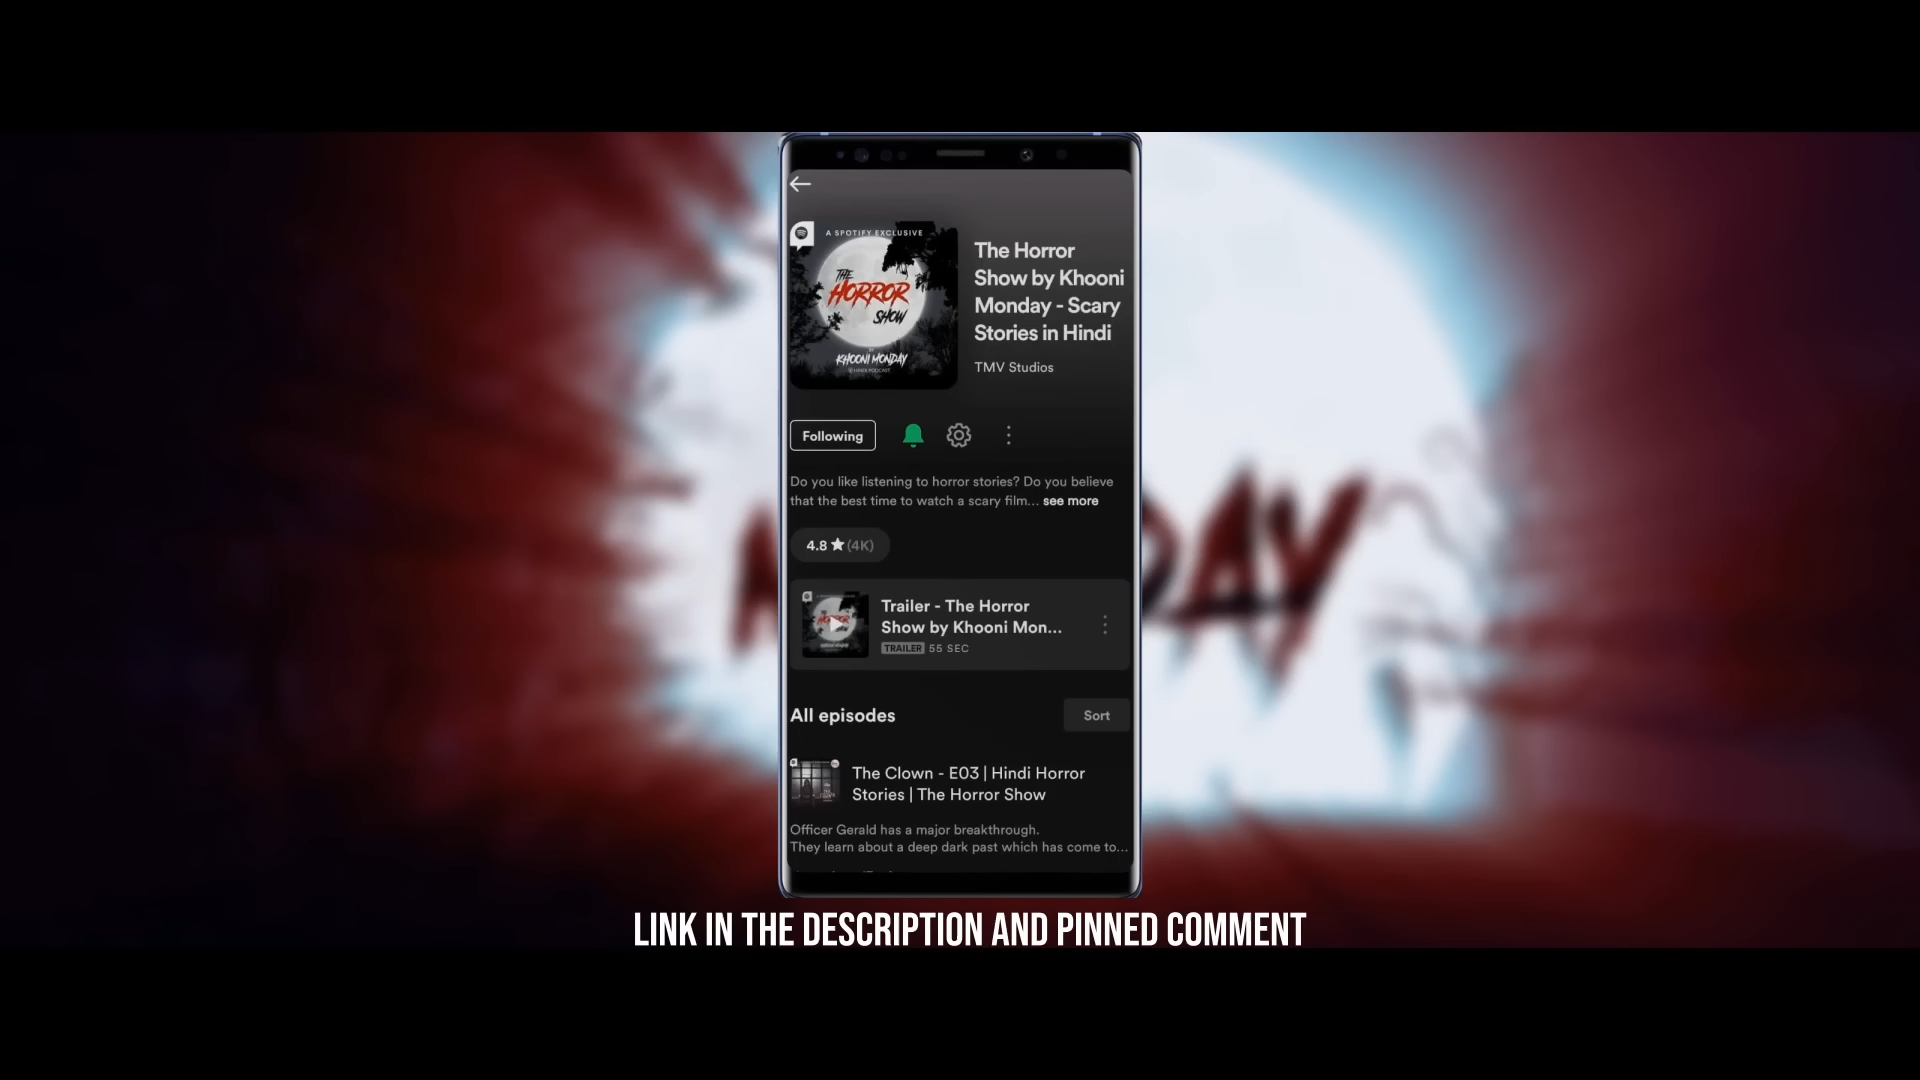 A SPOTIFY EXCLUSIVE
THE
HORROR
SHOW
BY
KHOONI MONDAY
A HINDI PODCAST
The Horror
Show by Khooni
Monday - Scary
Stories in Hindi
TMV Studios
Following
Do you like listening to horror stories? Do you believe
that the best time to watch a scary film... see more
4.8 ★ (4K)
Trailer - The Horror
Show by Khooni Mon...
TRAILER 55 SEC
All episodes
Sort
The Clown - E03 | Hindi Horror
Stories | The Horror Show
Officer Gerald has a major breakthrough.
They learn about a deep dark past which has come to...
DAY
LINK IN THE DESCRIPTION AND PINNED COMMENT